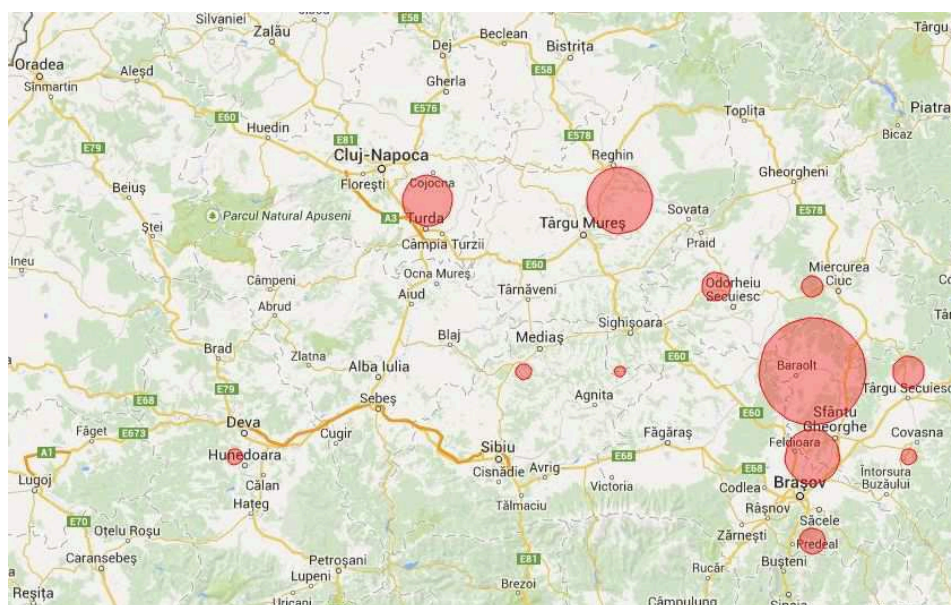 Silvaniei
E58
Beclean
Târgu
Zalău
Dej
Bistrița
Oradea
Sînmartin
Aleșd
Gherla
E58
E60
E576
Toplița
Piatra
Huedin
E81
E578
Bicaz
E79
Cluj-Napoca
Reghin
Florești
Cojocna
Gheorgheni
Beiuș
Parcul Natural Apuseni
Sovata
E578
Ștei
A3
Turda
Târgu Mureș
Câmpia Turzii
Praid
Ineu
E60
Miercurea
Ciuc
Ocna Mureș
Odorheiu
Secuiesc
Câmpeni
Târnăveni
Abrud
Aiud
Sighișoara
Blaj
Mediaș
Brad
Zlatna
E60
Alba Iulia
Baraolt
E79
Agnita
Târgu Secuiesc
E68
Sebeș
E60
Sfântu
Gheorghe
Deva
Făget
E673
Cugir
Făgăraș
Feldioara
Covasna
A1
Sibiu
Hunedoara
Avrig
E68
E68
Întorsura
Buzăului
Lugoj
Cisnădie
Călan
Victoria
Codlea
Brașov
Hațeg
Tălmaciu
Râșnov
E70
Săcele
Oțelu Roșu
Zărnești
Predeal
Caransebeș
Petroșani
E81
Bușteni
Lupeni
Rucăr
Reșița
Brezoi
Uricani
Câmpulung
Sinaia